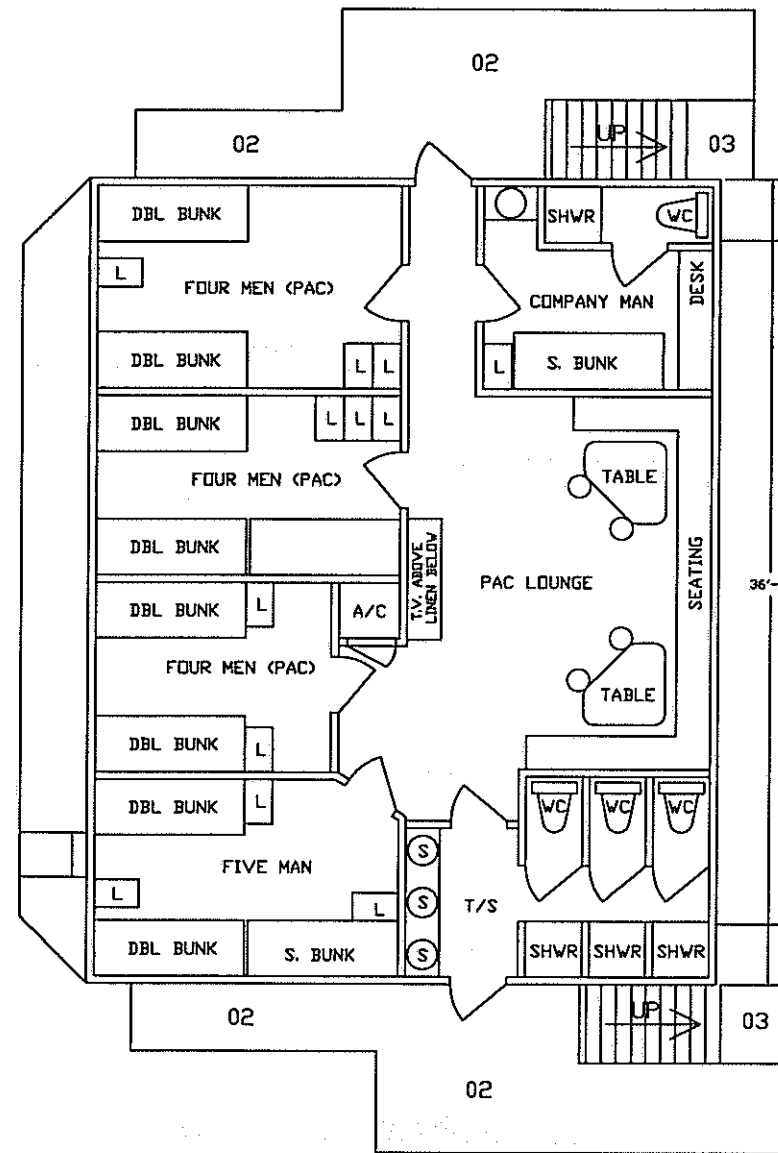 02
02
UP
03
DBL BUNK
SHWR
WC
L
FOUR MEN (PAC)
COMPANY MAN
DESK
DBL BUNK
L
L
L
S. BUNK
DBL BUNK
L
L
L
FOUR MEN (PAC)
TABLE
DBL BUNK
T.V. ABOVE
LINEN BELOW
PAC LOUNGE
SEATING
36'-
DBL BUNK
L
A/C
FOUR MEN (PAC)
TABLE
DBL BUNK
L
DBL BUNK
L
WC
WC
WC
S
FIVE MAN
L
L
S
T/S
DBL BUNK
S. BUNK
S
SHWR
SHWR
SHWR
02
UP
03
02